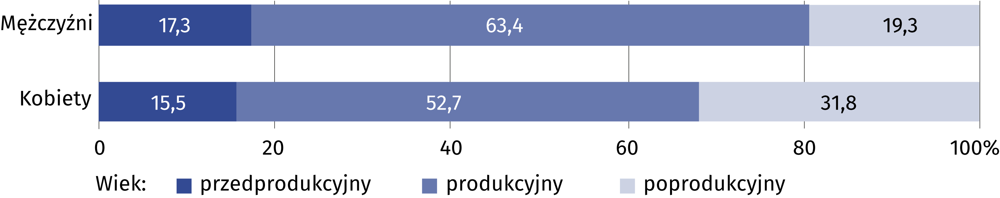 Mężczyźni 17,3 63,4 19,3
Kobiety 15,5 52,7 31,8
0 20 40 60 80 100%
Wiek: przedprodukcyjny produkcyjny poprodukcyjny